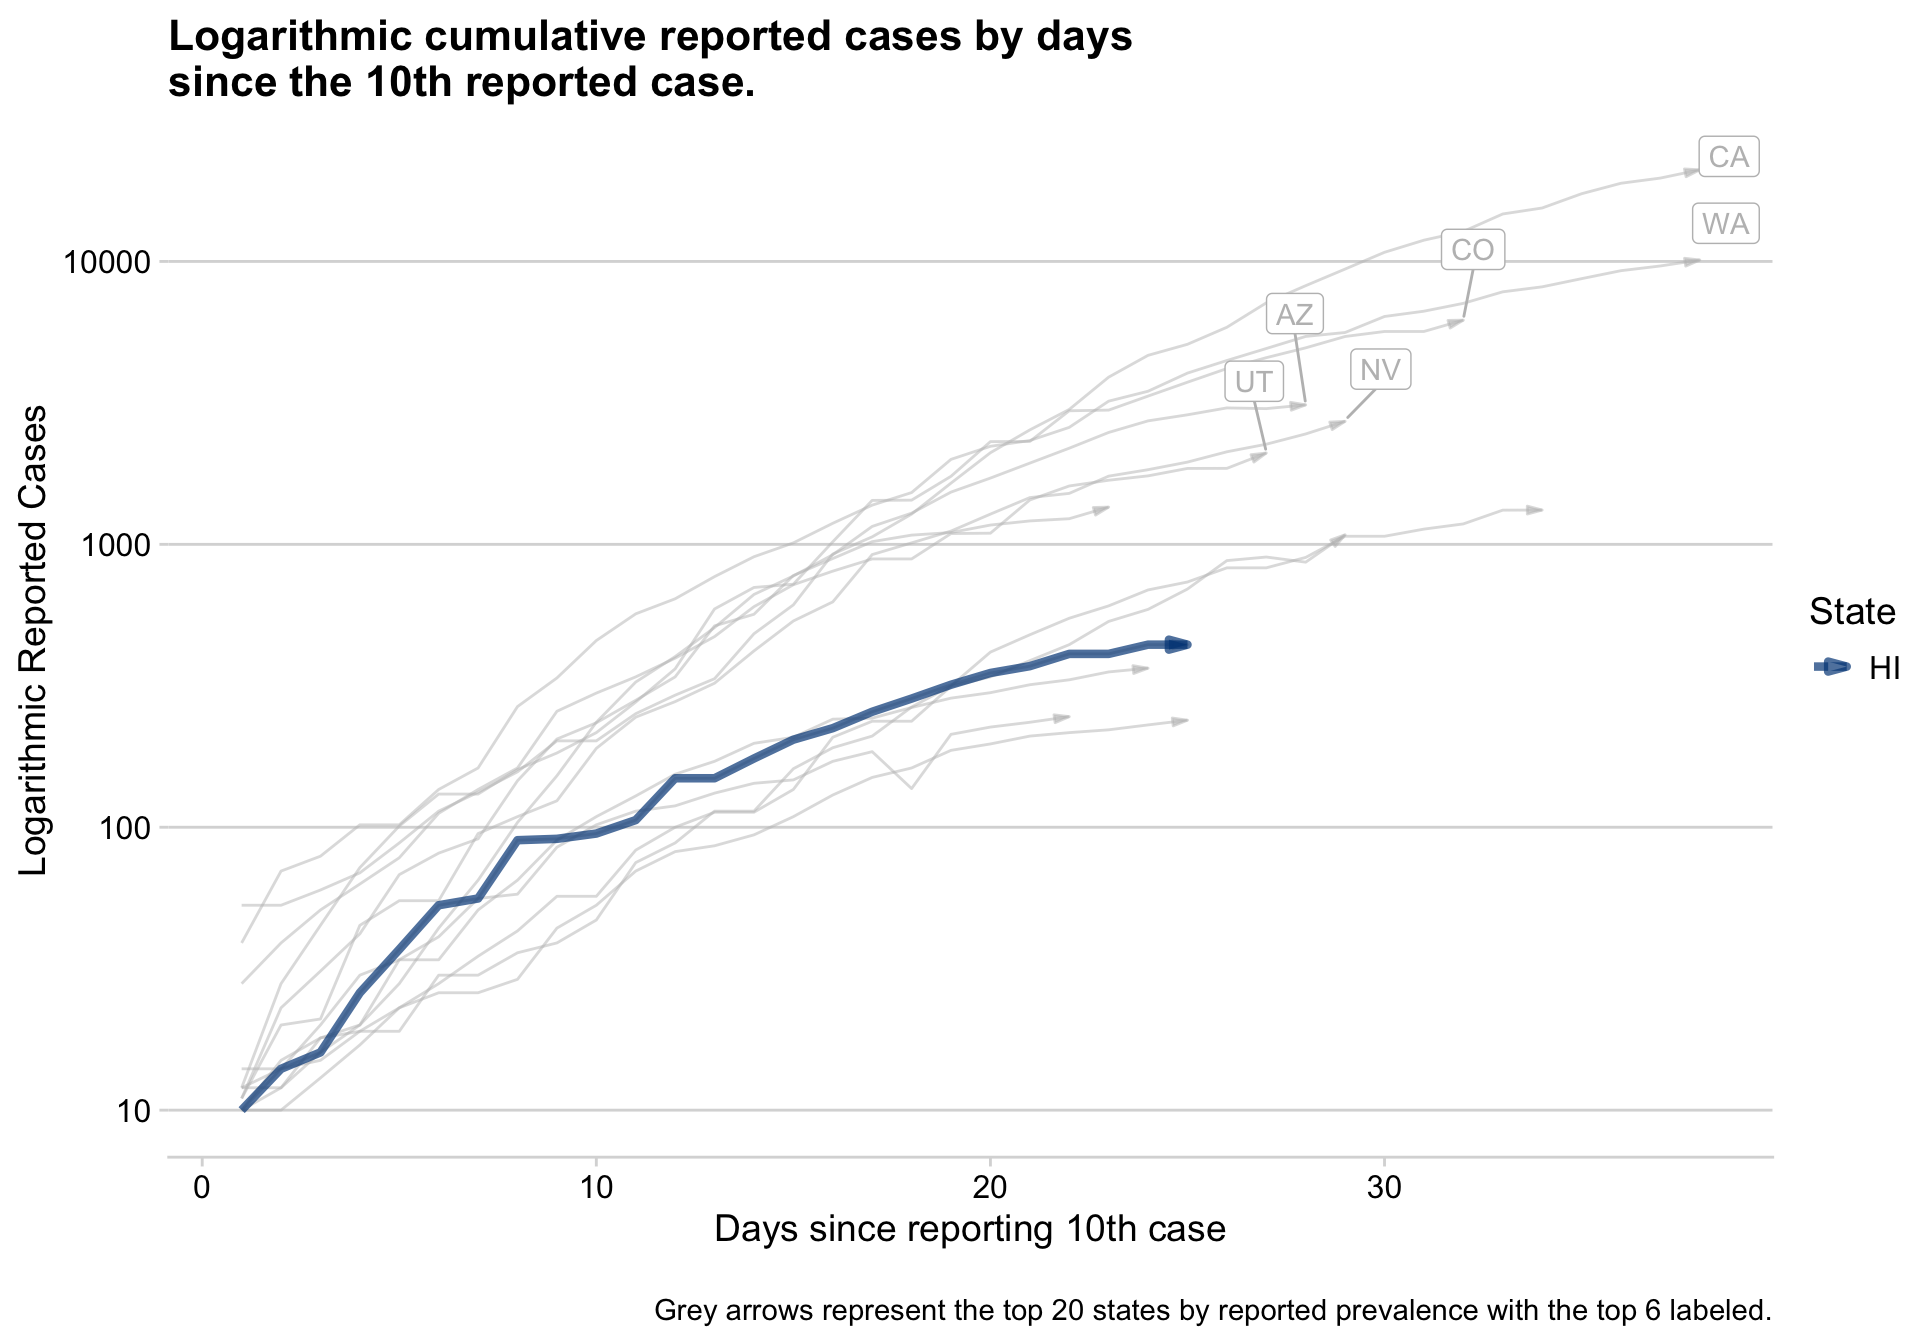 Logarithmic cumulative reported cases by days
since the 10th reported case.
CA
WA
CO
AZ
NV
UT
10000
1000
100
10
Logarithmic Reported Cases
State
HI
0 10 20 30
Days since reporting 10th case
Grey arrows represent the top 20 states by reported prevalence with the top 6 labeled.